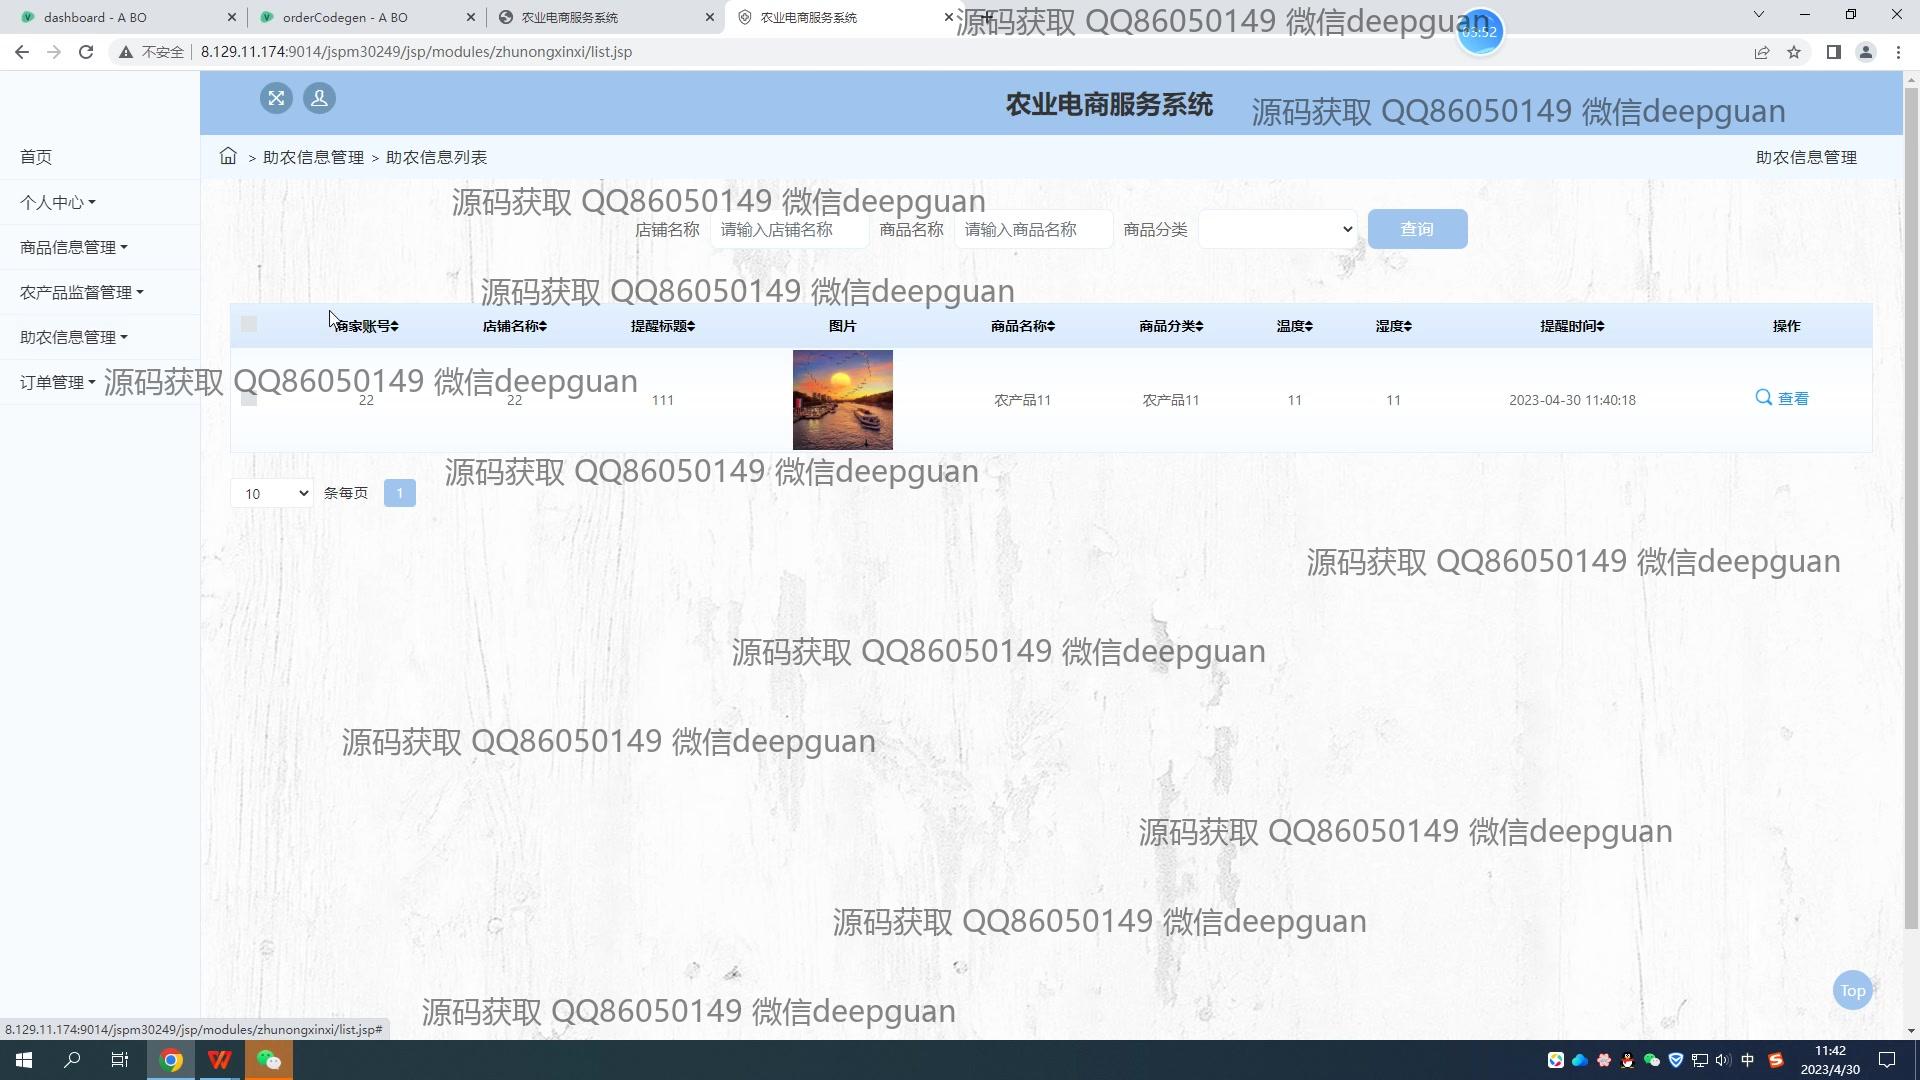 dashboard - A BO
orderCodegen - A BO
农业电商服务系统
农业电商服务系统
源码获取 QQ86050149 微信deepguan
03:52
不安全
8.129.11.174:9014/jspm30249/jsp/modules/zhunongxinxi/list.jsp
农业电商服务系统
源码获取 QQ86050149 微信deepguan
首页
个人中心
商品信息管理
农产品监督管理
助农信息管理
订单管理
> 助农信息管理 > 助农信息列表
助农信息管理
源码获取 QQ86050149 微信deepguan
店铺名称 请输入店铺名称 商品名称 请输入商品名称 商品分类 查询
源码获取 QQ86050149 微信deepguan
商家账号 店铺名称 提醒标题 图片 商品名称 商品分类 温度 湿度 提醒时间 操作
源码获取 QQ86050149 微信deepguan
22 22 111 农产品11 农产品11 11 11 2023-04-30 11:40:18 查看
源码获取 QQ86050149 微信deepguan
10 条每页 1
源码获取 QQ86050149 微信deepguan
源码获取 QQ86050149 微信deepguan
源码获取 QQ86050149 微信deepguan
源码获取 QQ86050149 微信deepguan
源码获取 QQ86050149 微信deepguan
Top
源码获取 QQ86050149 微信deepguan
8.129.11.174:9014/jspm30249/jsp/modules/zhunongxinxi/list.jsp#
中
11:42
2023/4/30